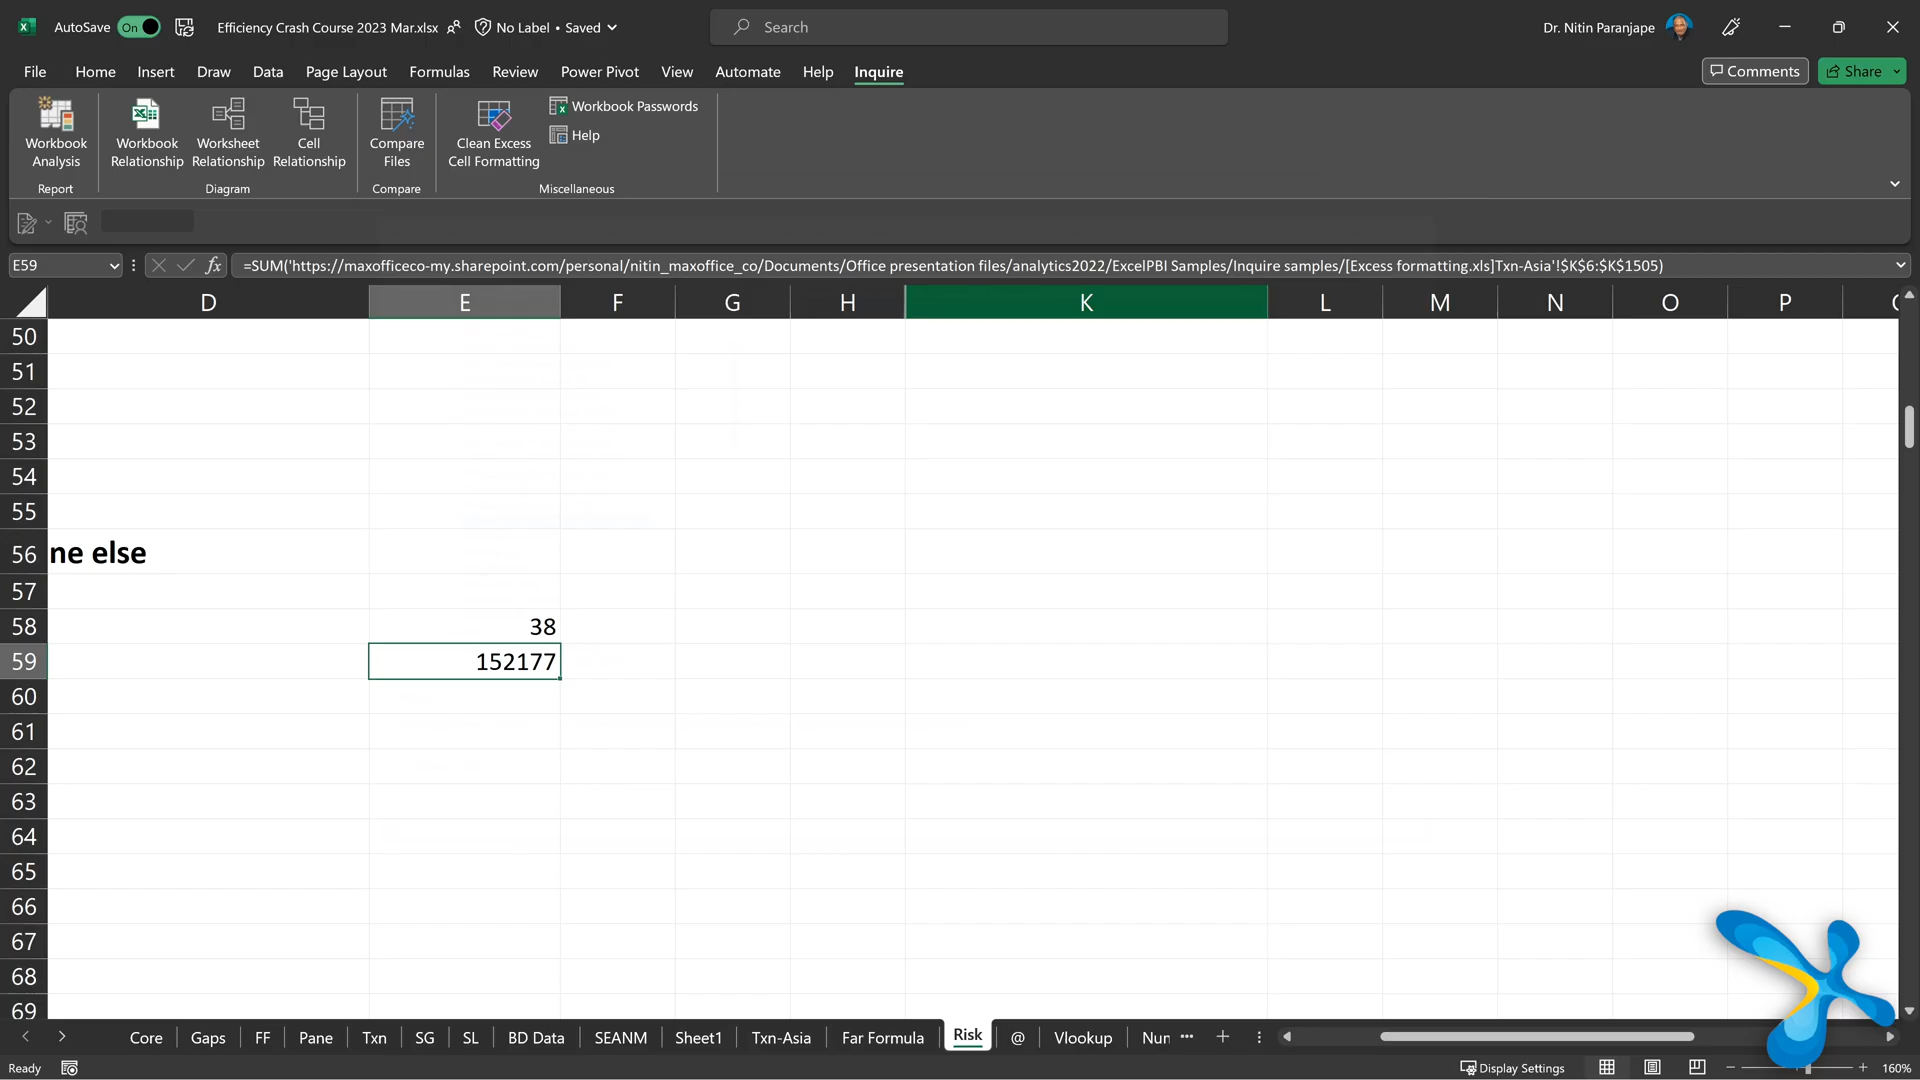 AutoSave On Efficiency Crash Course 2023 Mar.xlsx No Label • Saved Search Dr. Nitin Paranjape
File Home Insert Draw Data Page Layout Formulas Review Power Pivot View Automate Help Inquire Comments Share
Workbook Analysis
Workbook Relationship
Worksheet Relationship
Cell Relationship
Compare Files
Clean Excess Cell Formatting
Workbook Passwords
Help
Report Diagram Compare Miscellaneous
E59 fx =SUM('https://maxofficeco-my.sharepoint.com/personal/nitin_maxoffice_co/Documents/Office presentation files/analytics2022/ExcelPBI Samples/Inquire samples/[Excess formatting.xls]Txn-Asia'!$K$6:$K$1505)
D E F G H K L M N O P
50
51
52
53
54
55
56 ne else
57
58 38
59 152177
60
61
62
63
64
65
66
67
68
69
Core Gaps FF Pane Txn SG SL BD Data SEANM Sheet1 Txn-Asia Far Formula Risk @ Vlookup Nun ...
Ready Display Settings 160%